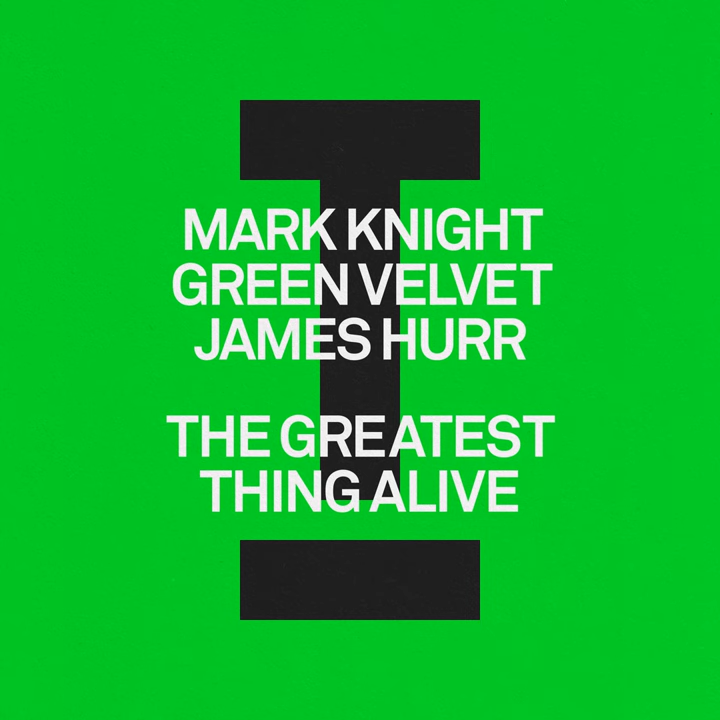 MARK KNIGHT
GREEN VELVET
JAMES HURR
THE GREATEST
THING ALIVE